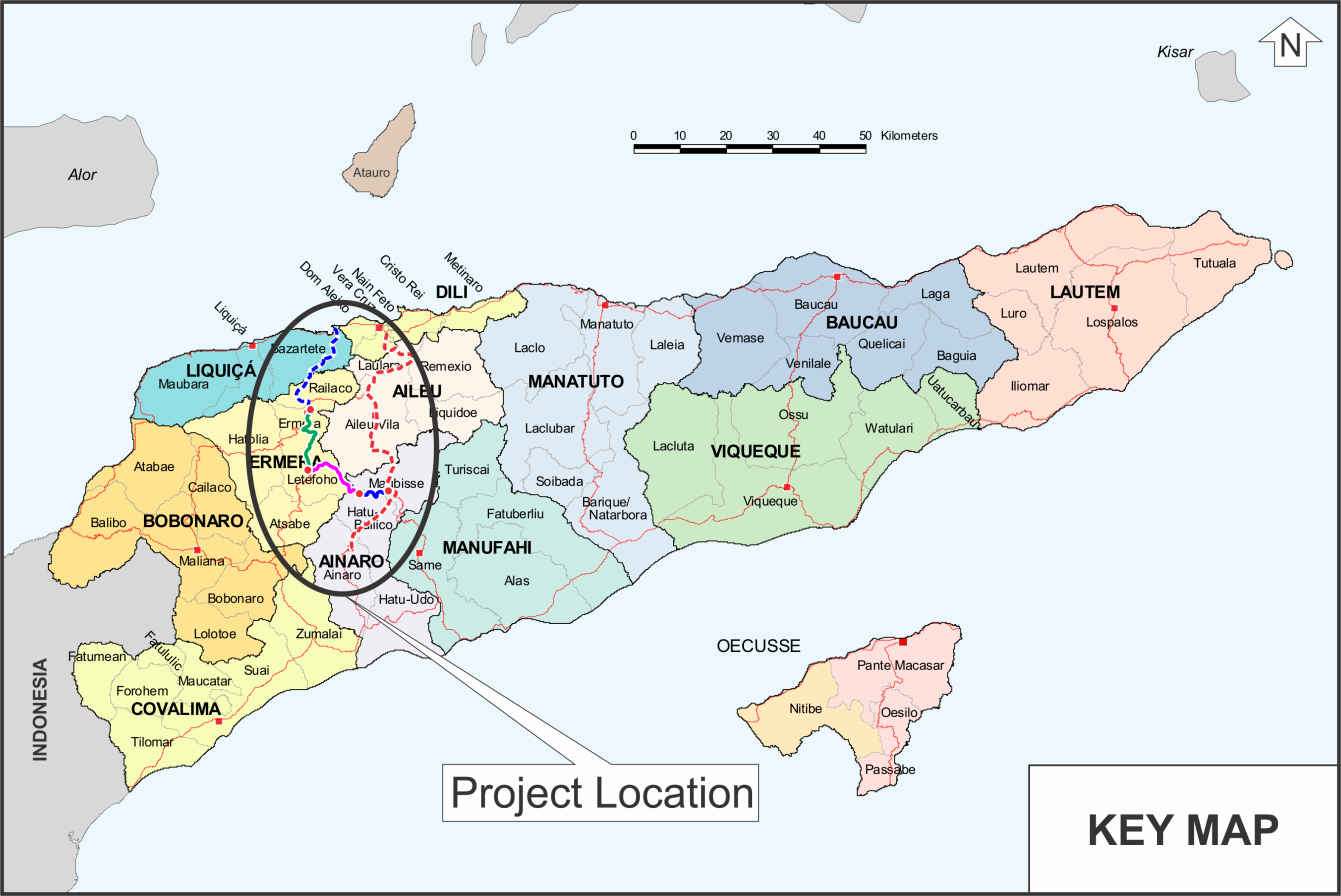 Kisar
N
0 10 20 30 40 50 Kilometers
Alor
Atauro
Metinaro
Cristo Rei
Nain Feto
Vera Cruz
Dom Aleixo
DILI
Liquiçá
Bazartete
LIQUIÇÁ
Maubara
Railaco
Laulara
Remexio
AILEU
Liquidoe
Aileu Vila
Ermera
Hatolia
ERMERA
Letefoho
Atsabe
Maubisse
Hatu-
Builico
AINARO
Ainaro
Hatu-Udo
Laclo
Manatuto
Laleia
MANATUTO
Laclubar
Soibada
Barique/
Natarbora
Turiscai
Fatuberliu
MANUFAHI
Same
Alas
Baucau
Laga
BAUCAU
Vemase
Quelicai
Venilale
Baguia
Lautem
Tutuala
LAUTEM
Luro
Lospalos
Iliomar
Uatucarbau
Ossu
Watulari
Lacluta
VIQUEQUE
Viqueque
Atabae
Cailaco
Balibo
BOBONARO
Maliana
Bobonaro
Lolotoe
Zumalai
Fatululic
Fatumean
Suai
Maucatar
Forohem
COVALIMA
Tilomar
INDONESIA
OECUSSE
Pante Macasar
Nitibe
Oesilo
Passabe
Project Location
KEY MAP